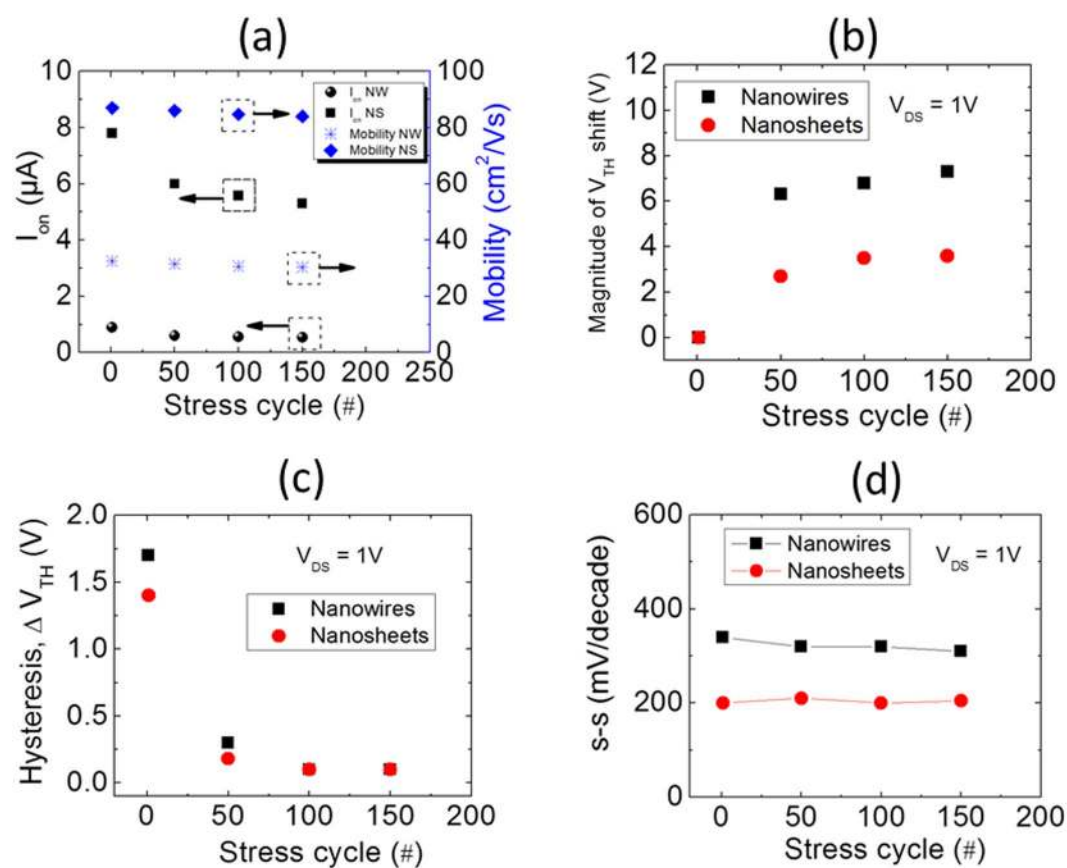 (a)
I_on (μA)
10
8
6
4
2
0
0 50 100 150 200 250
Stress cycle (#)
100
80
60
40
20
0
Mobility (cm²/Vs)
I_on NW
I_on NS
Mobility NW
Mobility NS
(b)
Magnitude of V_TH shift (V)
12
10
8
6
4
2
0
0 50 100 150 200
Stress cycle (#)
Nanowires
Nanosheets
V_DS = 1V
(c)
Hysteresis, Δ V_TH (V)
2.0
1.5
1.0
0.5
0.0
0 50 100 150 200
Stress cycle (#)
V_DS = 1V
Nanowires
Nanosheets
(d)
s-s (mV/decade)
600
400
200
0
0 50 100 150 200
Stress cycle (#)
Nanowires
Nanosheets
V_DS = 1V